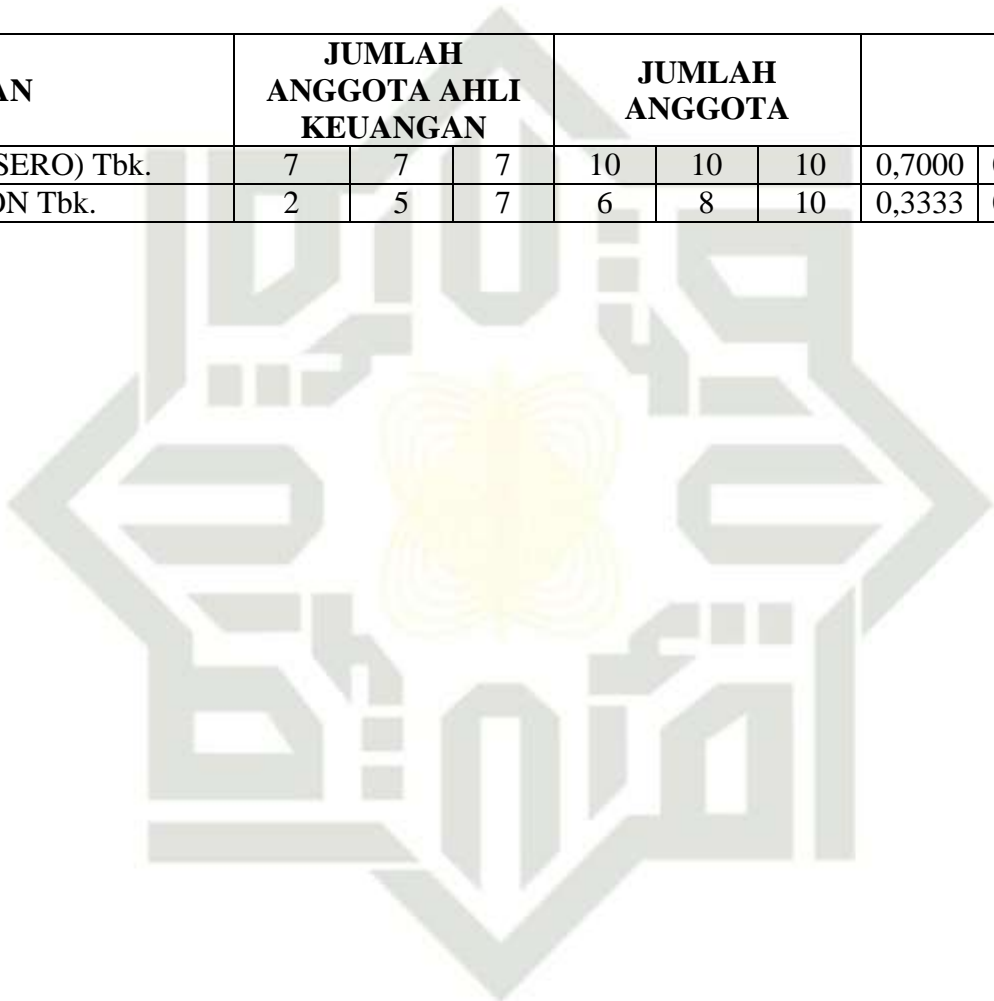 JUMLAH
ANGGOTA AHLI
KEUANGAN
JUMLAH
ANGGOTA
SERO) Tbk. 7 7 7 10 10 10 0,7000
ON Tbk. 2 5 7 6 8 10 0,3333